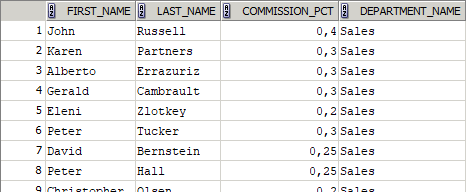 FIRST_NAME LAST_NAME COMMISSION_PCT DEPARTMENT_NAME
1 John Russell 0,4 Sales
2 Karen Partners 0,3 Sales
3 Alberto Errazuriz 0,3 Sales
4 Gerald Cambrault 0,3 Sales
5 Eleni Zlotkey 0,2 Sales
6 Peter Tucker 0,3 Sales
7 David Bernstein 0,25 Sales
8 Peter Hall 0,25 Sales
9 Christopher Olsen 0,2 Sales